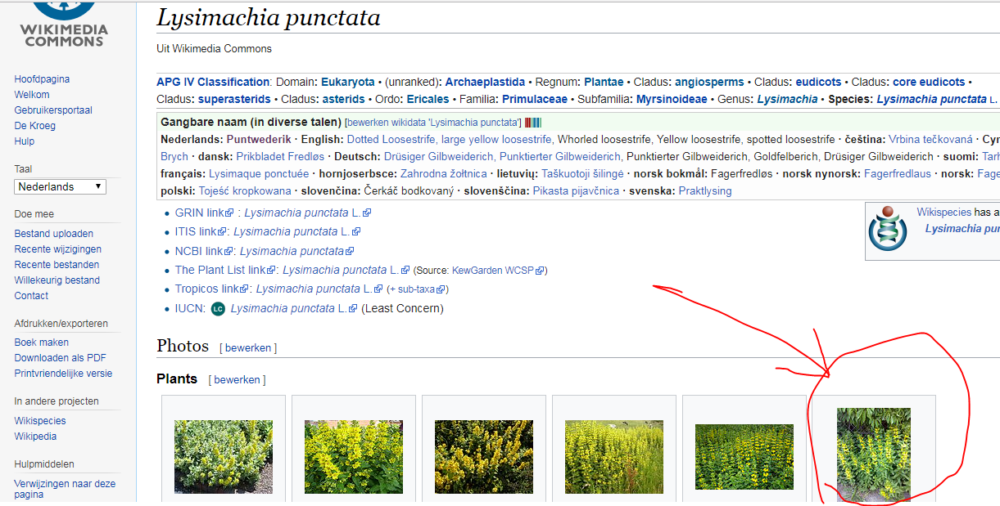 WIKIMEDIA
COMMONS
Hoofdpagina
Welkom
Gebruikersportaal
De Kroeg
Hulp
Taal
Nederlands
Doe mee
Bestand uploaden
Recente wijzigingen
Recente bestanden
Willekeurig bestand
Contact
Afdrukken/exporteren
Boek maken
Downloaden als PDF
Printvriendelijke versie
In andere projecten
Wikispecies
Wikipedia
Hulpmiddelen
Verwijzingen naar deze
pagina
Lysimachia punctata
Uit Wikimedia Commons
APG IV Classification: Domain: Eukaryota • (unranked): Archaeplastida • Regnum: Plantae • Cladus: angiosperms • Cladus: eudicots • Cladus: core eudicots •
Cladus: superasterids • Cladus: asterids • Ordo: Ericales • Familia: Primulaceae • Subfamilia: Myrsinoideae • Genus: Lysimachia • Species: Lysimachia punctata L.
Gangbare naam (in diverse talen) [bewerken wikidata 'Lysimachia punctata']
Nederlands: Puntwederik · English: Dotted Loosestrife, large yellow loosestrife, Whorled loosestrife, Yellow loosestrife, spotted loosestrife · čeština: Vrbina tečkovaná · Cyr
Brych · dansk: Prikbladet Fredløs · Deutsch: Drüsiger Gilbweiderich, Punktierter Gilbweiderich, Punktierter Gilbweiderich, Goldfelberich, Drüsiger Gilbweiderich · suomi: Tarh
français: Lysimaque ponctuée · hornjoserbsce: Zahrodna žołtnica · lietuvių: Taškuotoji šilingė · norsk bokmål: Fagerfredløs · norsk nynorsk: Fagerfredlaus · norsk: Fage
polski: Tojeść kropkowana · slovenčina: Čerkáč bodkovaný · slovenščina: Pikasta pijavčnica · svenska: Praktlysing
GRIN link : Lysimachia punctata L.
ITIS link: Lysimachia punctata L.
NCBI link: Lysimachia punctata
The Plant List link: Lysimachia punctata L. (Source: KewGarden WCSP)
Tropicos link: Lysimachia punctata L. (+ sub-taxa)
IUCN: LC Lysimachia punctata L. (Least Concern)
Wikispecies has a
Lysimachia pun
Photos [ bewerken ]
Plants [ bewerken ]